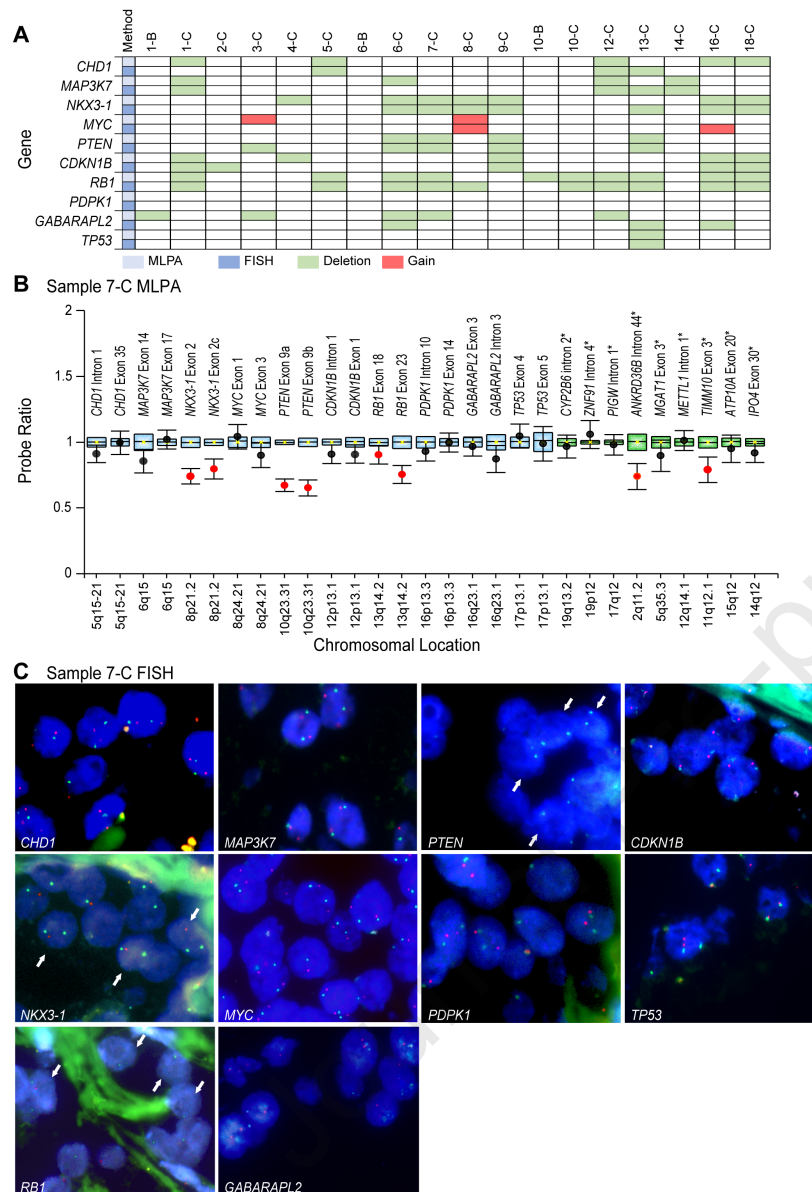 A
Method
1-B
1-C
2-C
3-C
4-C
5-C
6-B
6-C
7-C
8-C
9-C
10-B
10-C
12-C
13-C
14-C
16-C
18-C
Gene
CHD1
MAP3K7
NKX3-1
MYC
PTEN
CDKN1B
RB1
PDPK1
GABARAPL2
TP53
MLPA FISH Deletion Gain
B Sample 7-C MLPA
Probe Ratio
2
1
0.5
0
CHD1 Intron 1
CHD1 Exon 35
MAP3K7 Exon 14
MAP3K7 Exon 17
NKX3-1 Exon 2
NKX3-1 Exon 2c
MYC Exon 1
MYC Exon 3
PTEN Exon 9a
PTEN Exon 9b
CDKN1B Intron 1
CDKN1B Exon 1
RB1 Exon 18
RB1 Exon 23
PDPK1 Intron 10
PDPK1 Exon 14
GABARAPL2 Exon 3
GABARAPL2 Intron 3
TP53 Exon 4
TP53 Exon 5
CYP2B6 intron 2*
ZNF91 Intron 4*
PIGW Intron 1*
ANKRD36B Intron 44*
MGAT1 Exon 3*
METTL1 Intron 1*
TIMM10 Exon 3*
ATP10A Exon 20*
IPO4 Exon 30*
5q15-21
5q15-21
6q15
6q15
8p21.2
8p21.2
8q24.21
8q24.21
10q23.31
10q23.31
12p13.1
12p13.1
13q14.2
13q14.2
16p13.3
16p13.3
16q23.1
16q23.1
17p13.1
17p13.1
19q13.2
19p12
17q12
2q11.2
5q35.3
12q14.1
11q12.1
15q12
14q12
Chromosomal Location
C Sample 7-C FISH
CHD1
MAP3K7
PTEN
CDKN1B
NKX3-1
MYC
PDPK1
TP53
RB1
GABARAPL2